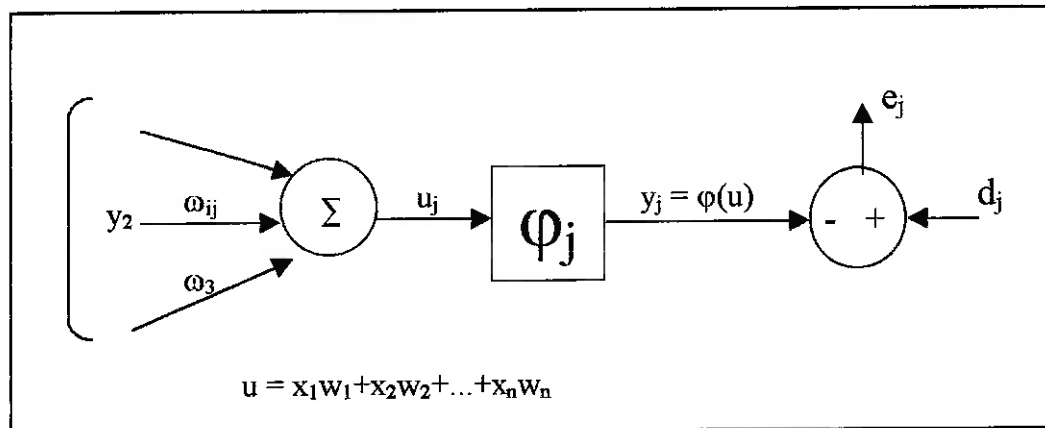 e_j
y_2 ω_ij Σ u_j φ_j y_j = φ(u) - + d_j
ω_3
u = x_1w_1+x_2w_2+...+x_nw_n